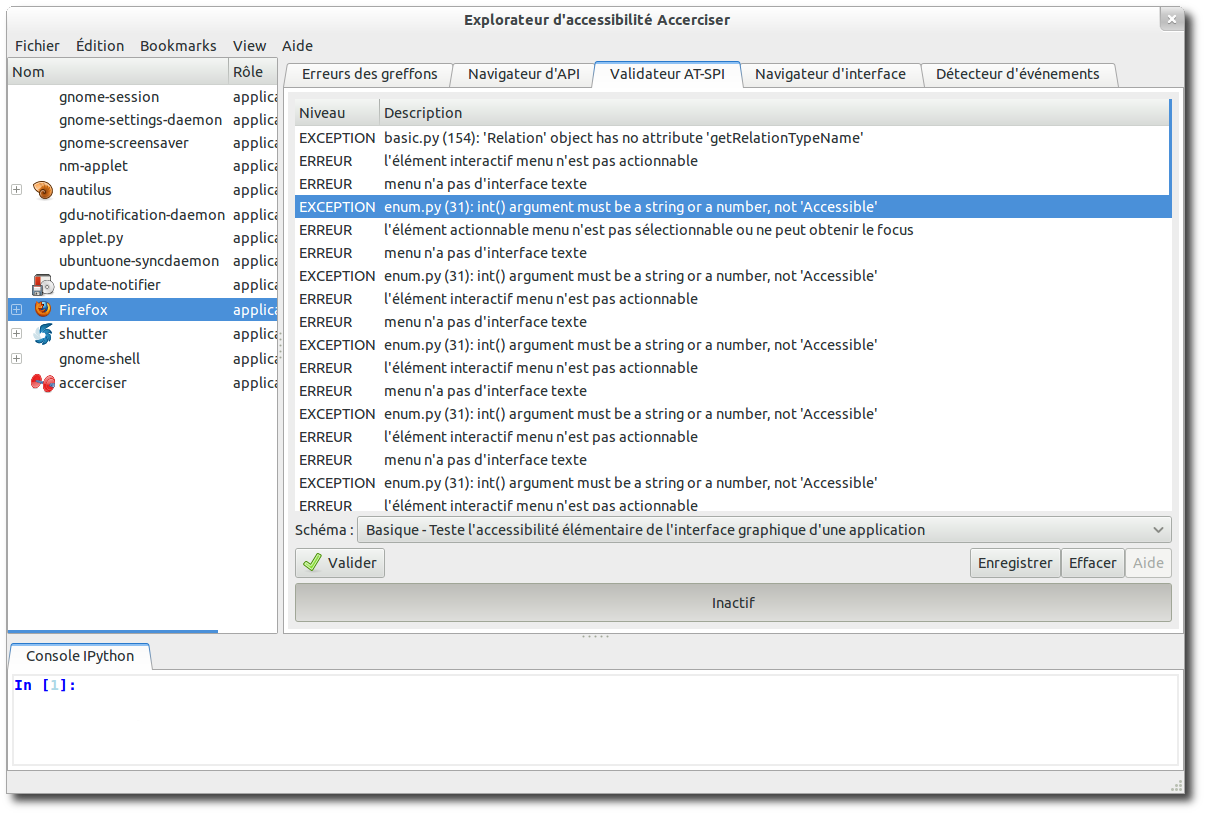 Explorateur d'accessibilité Accerciser
Fichier Édition Bookmarks View Aide
Nom Rôle
gnome-session applica
gnome-settings-daemon applica
gnome-screensaver applica
nm-applet applica
nautilus applica
gdu-notification-daemon applica
applet.py applica
ubuntuone-syncdaemon applica
update-notifier applica
Firefox applica
shutter applica
gnome-shell applica
accerciser applica
Erreurs des greffons Navigateur d'API Validateur AT-SPI Navigateur d'interface Détecteur d'événements
Niveau Description
EXCEPTION basic.py (154): 'Relation' object has no attribute 'getRelationTypeName'
ERREUR l'élément interactif menu n'est pas actionnable
ERREUR menu n'a pas d'interface texte
EXCEPTION enum.py (31): int() argument must be a string or a number, not 'Accessible'
ERREUR l'élément actionnable menu n'est pas sélectionnable ou ne peut obtenir le focus
ERREUR menu n'a pas d'interface texte
EXCEPTION enum.py (31): int() argument must be a string or a number, not 'Accessible'
ERREUR l'élément interactif menu n'est pas actionnable
ERREUR menu n'a pas d'interface texte
EXCEPTION enum.py (31): int() argument must be a string or a number, not 'Accessible'
ERREUR l'élément interactif menu n'est pas actionnable
ERREUR menu n'a pas d'interface texte
EXCEPTION enum.py (31): int() argument must be a string or a number, not 'Accessible'
ERREUR l'élément interactif menu n'est pas actionnable
ERREUR menu n'a pas d'interface texte
EXCEPTION enum.py (31): int() argument must be a string or a number, not 'Accessible'
ERREUR l'élément interactif menu n'est pas actionnable
Schéma : Basique - Teste l'accessibilité élémentaire de l'interface graphique d'une application
Valider Enregistrer Effacer Aide
Inactif
Console IPython
In [1]: